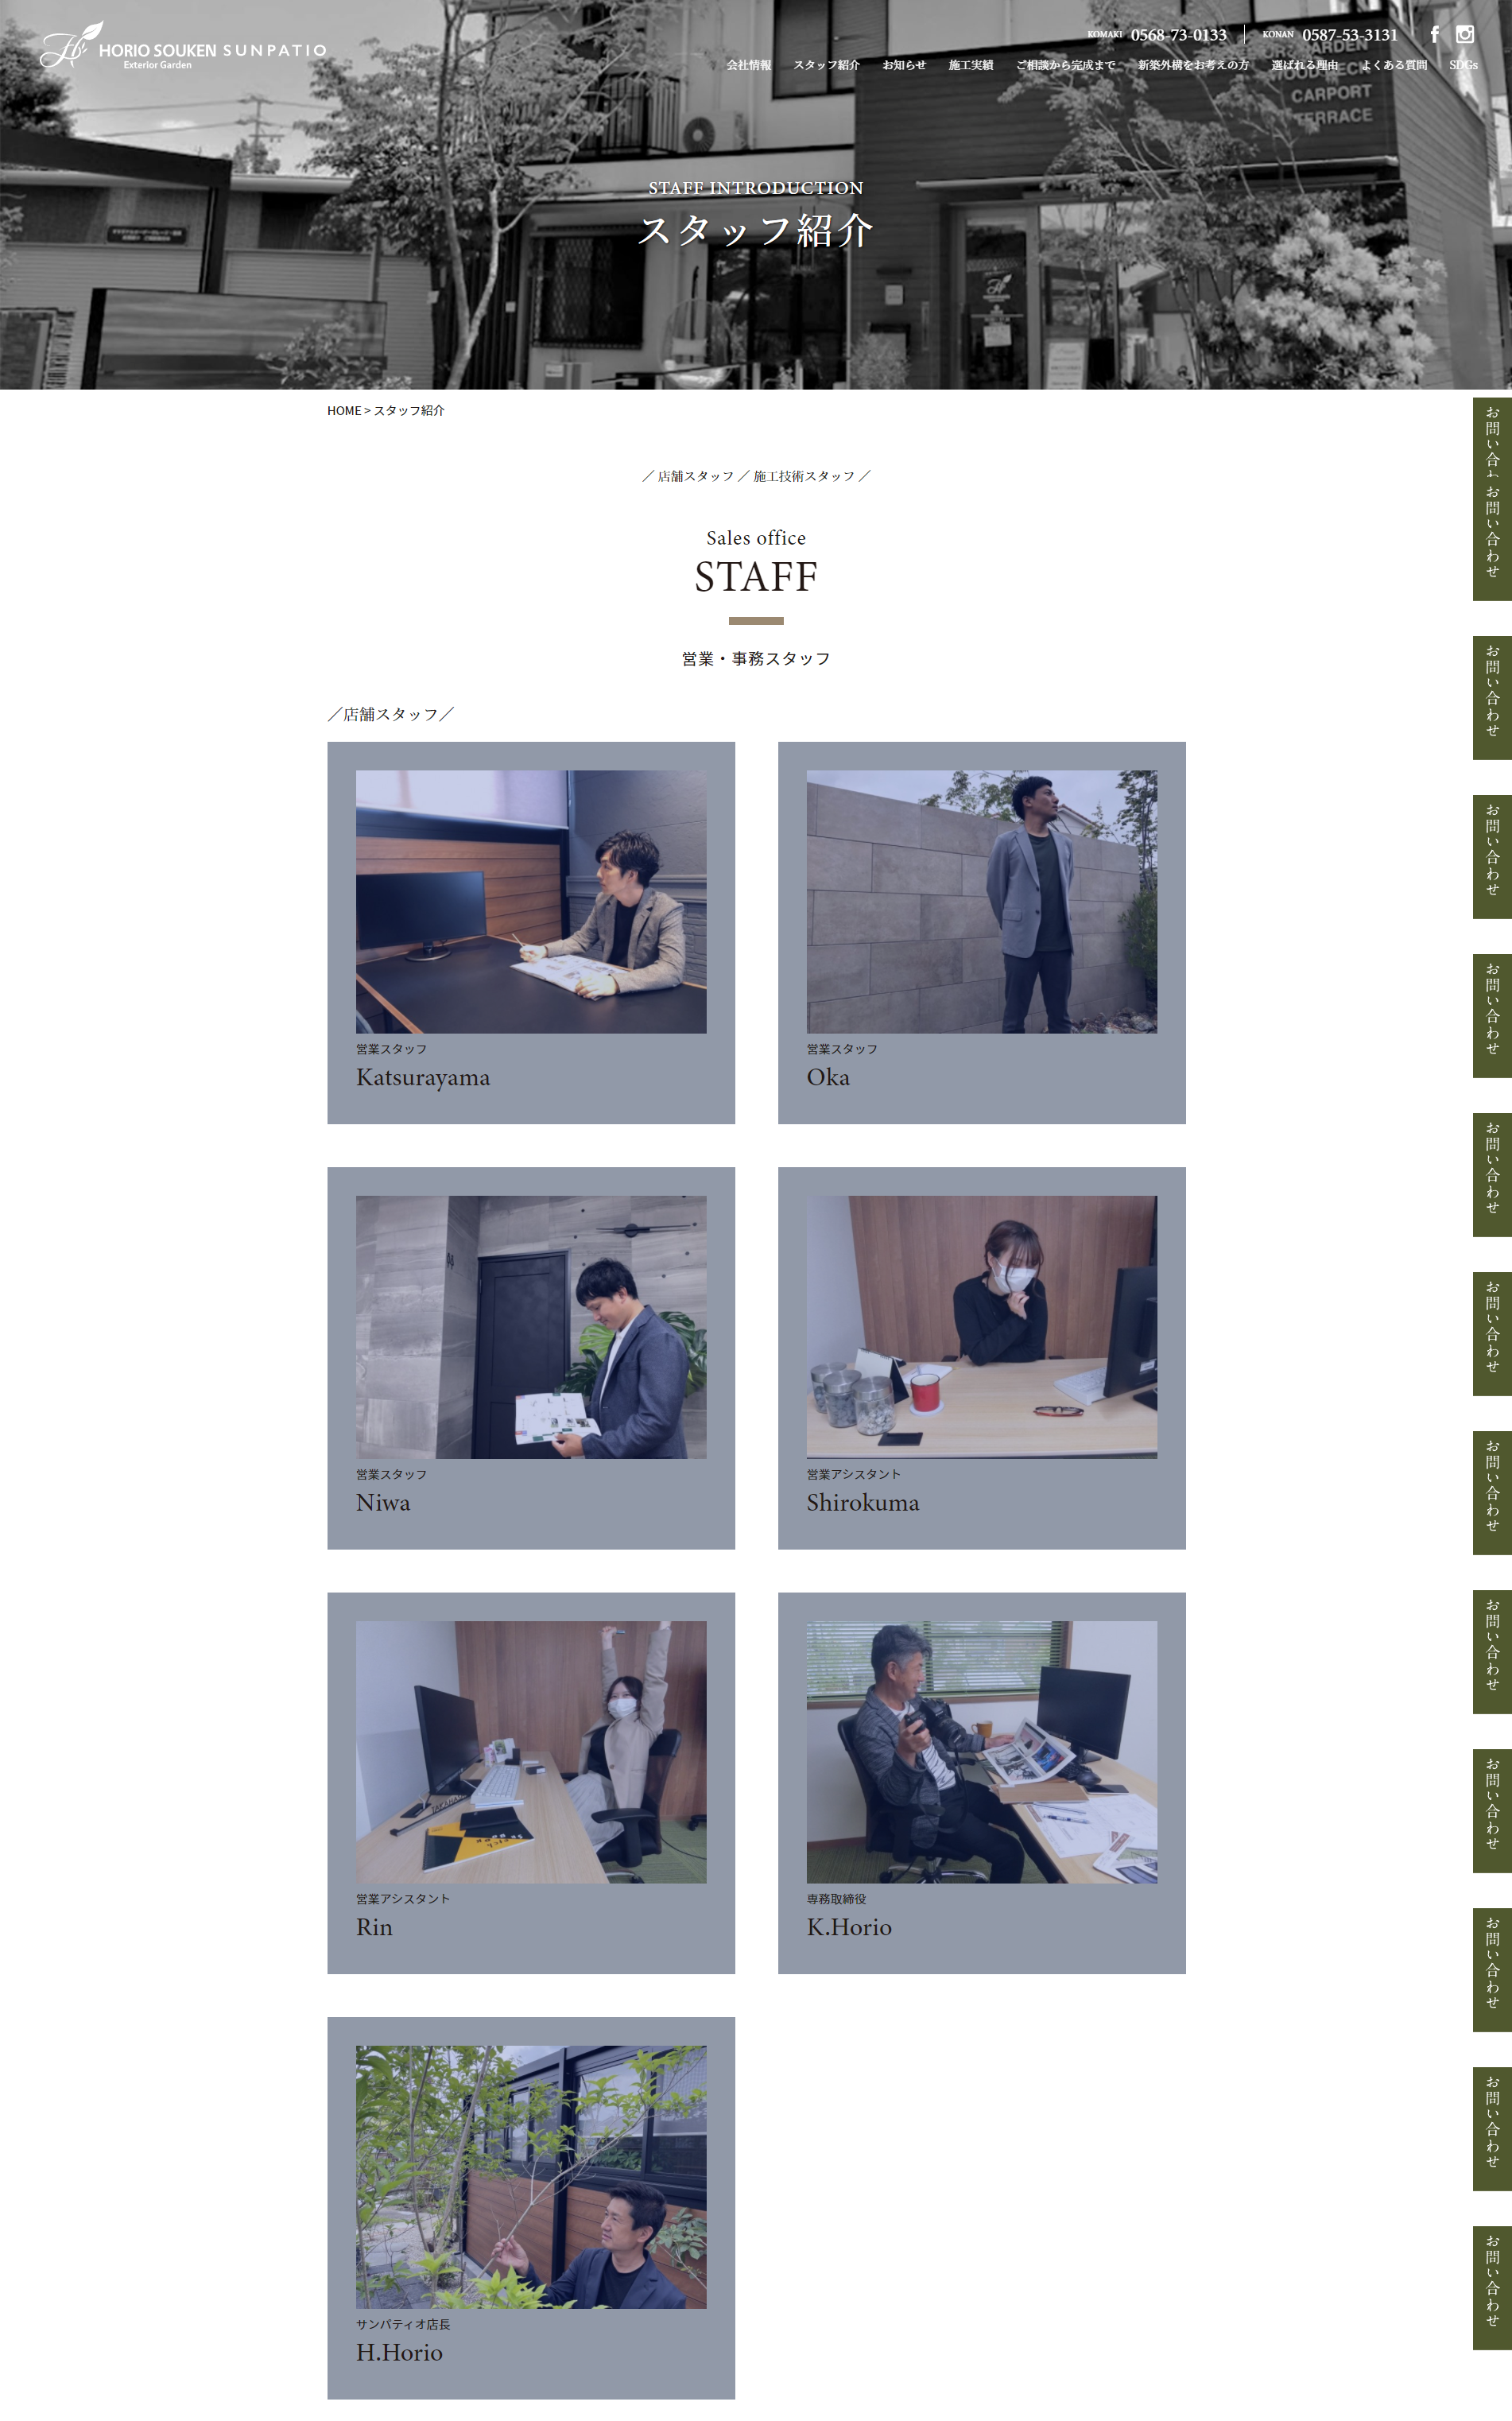 HORIO SOUKEN SUNPATIO
Exterior Garden
KOMAKI 0568-73-0133
KONAN 0587-53-3131
会社情報 スタッフ紹介 お知らせ 施工実績 ご相談から完成まで 新築外構をお考えの方 選ばれる理由 よくある質問 SDGs
GARDEN
WOOD DECK
CARPORT
TERRACE
STAFF INTRODUCTION
スタッフ紹介
HOME > スタッフ紹介
／ 店舗スタッフ ／ 施工技術スタッフ ／
Sales office
STAFF
営業・事務スタッフ
／店舗スタッフ／
営業スタッフ
Katsurayama
営業スタッフ
Oka
営業スタッフ
Niwa
営業アシスタント
Shirokuma
営業アシスタント
Rin
専務取締役
K.Horio
サンパティオ店長
H.Horio
お問い合わ
お問い合わせ
お問い合わせ
お問い合わせ
お問い合わせ
お問い合わせ
お問い合わせ
お問い合わせ
お問い合わせ
お問い合わせ
お問い合わせ
お問い合わせ
お問い合わせ